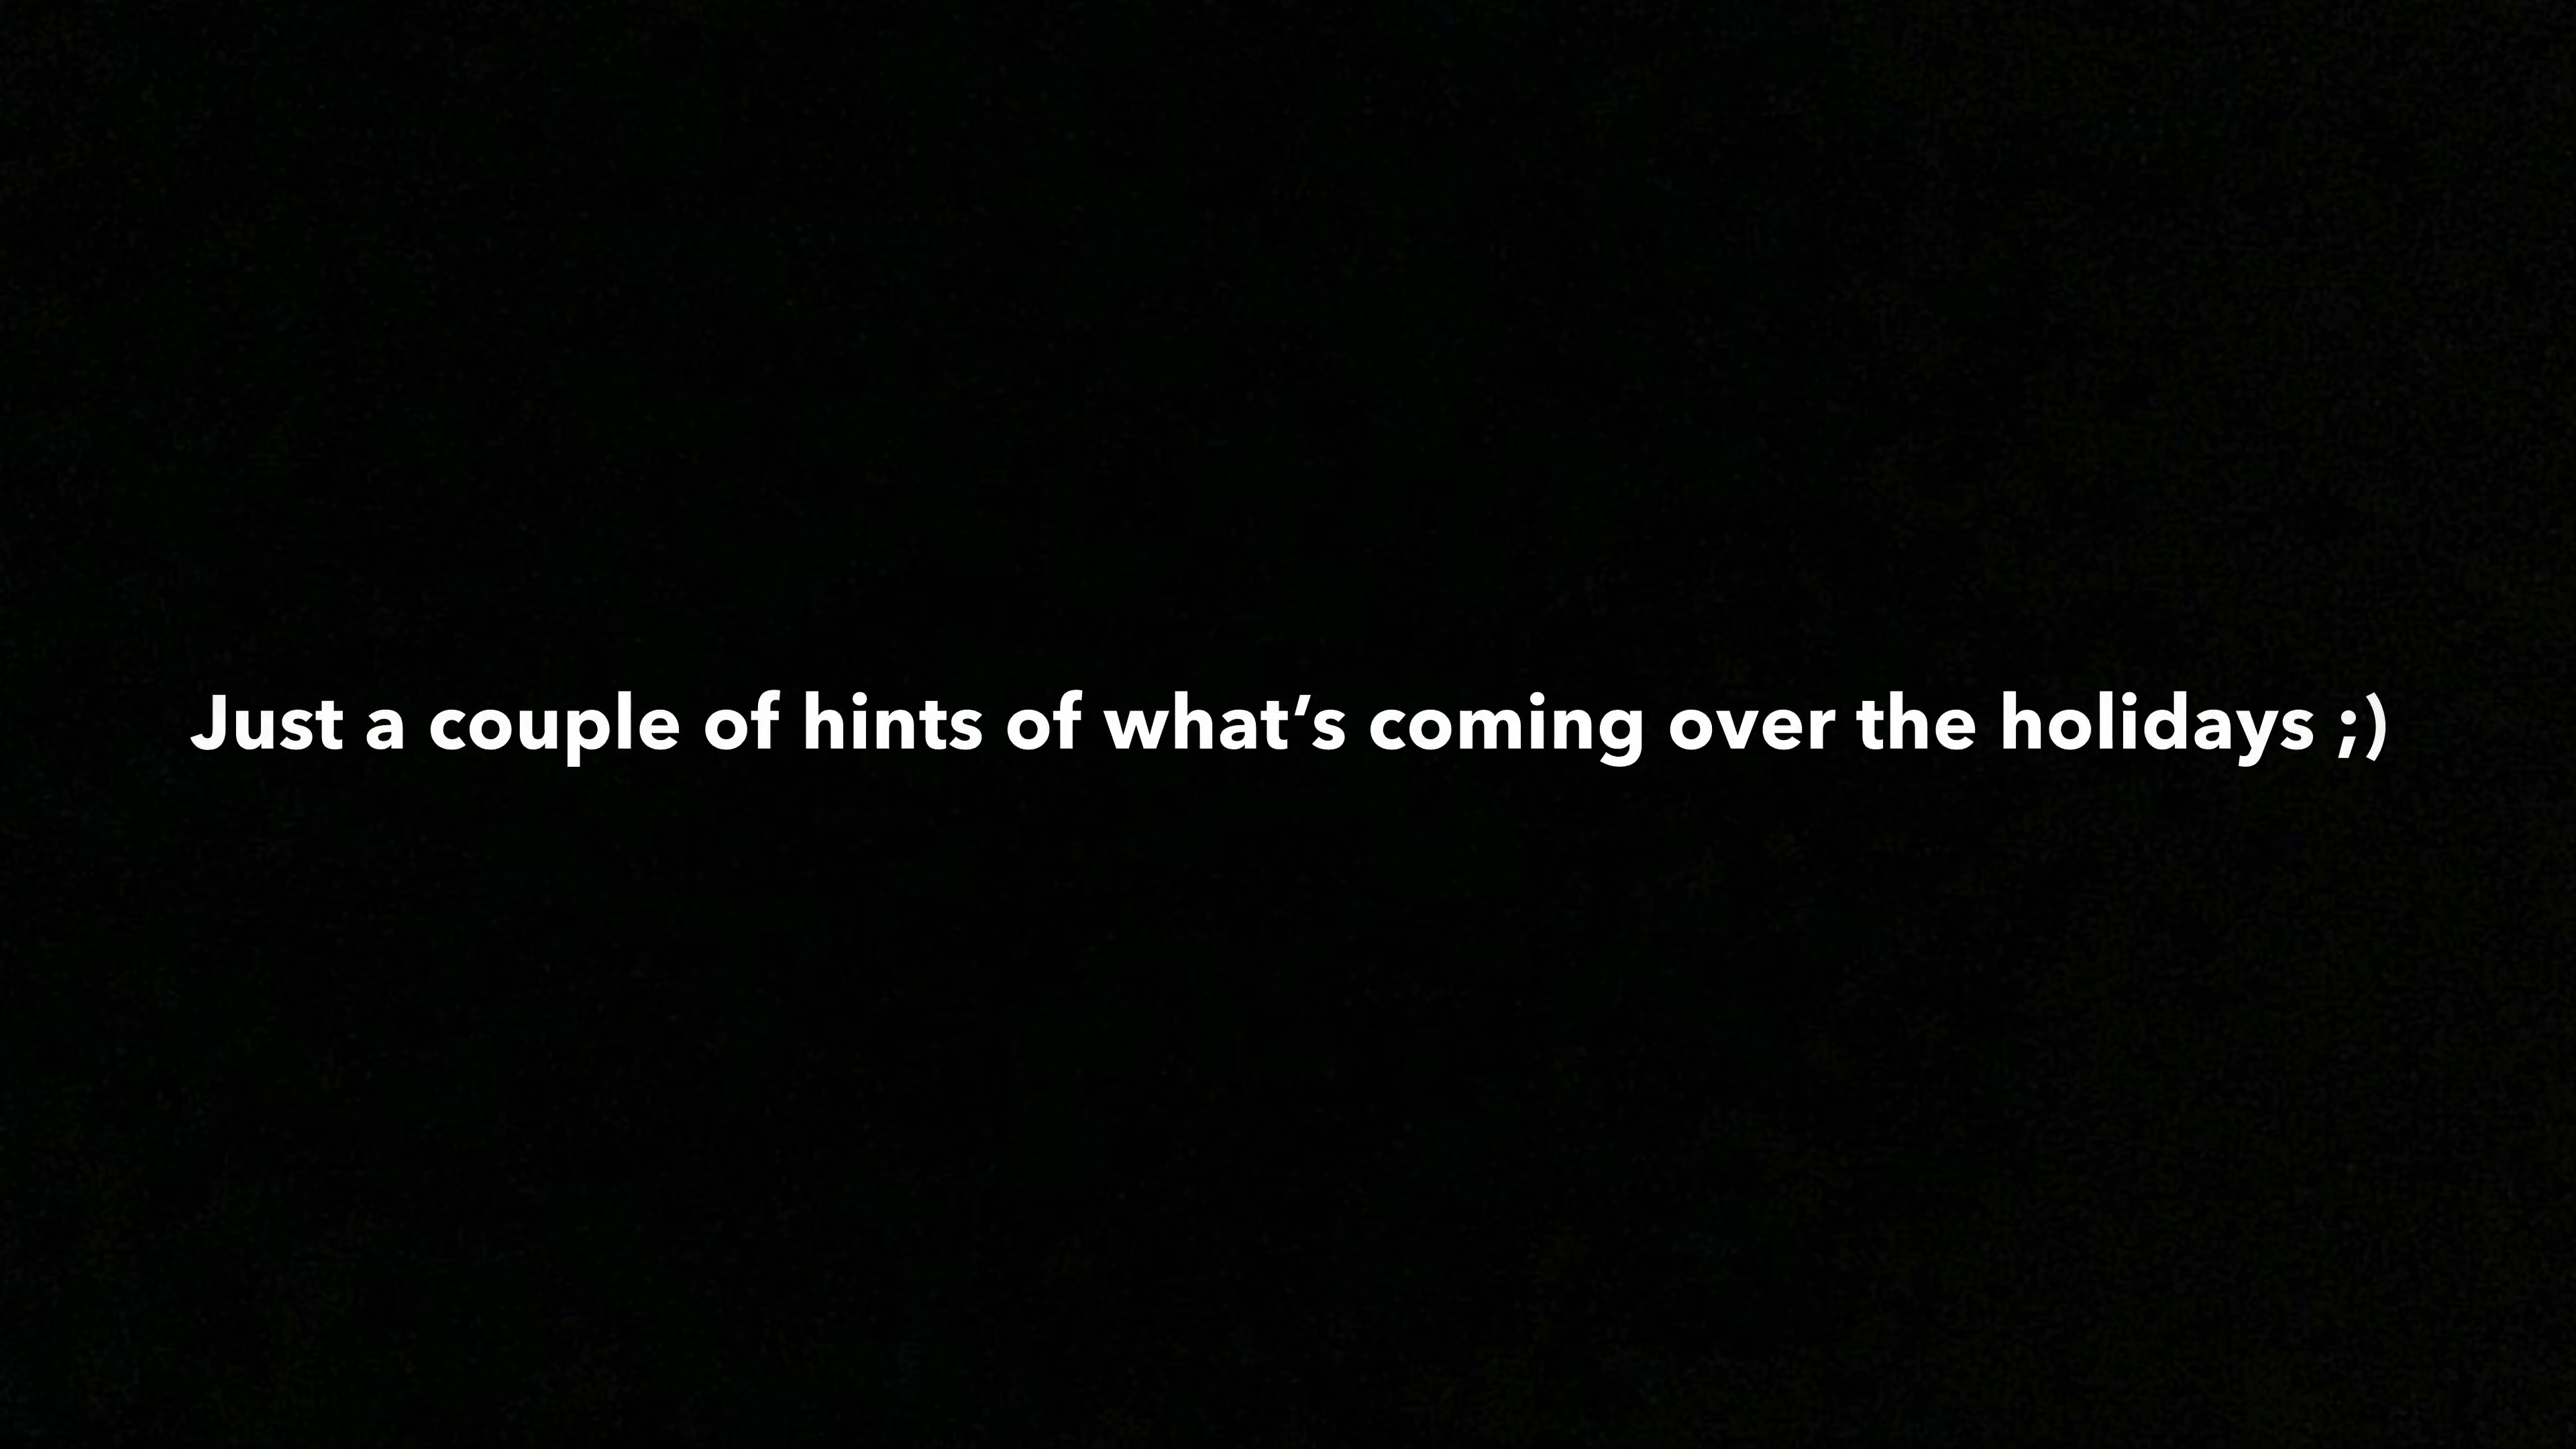 Just a couple of hints of what’s coming over the holidays ;)